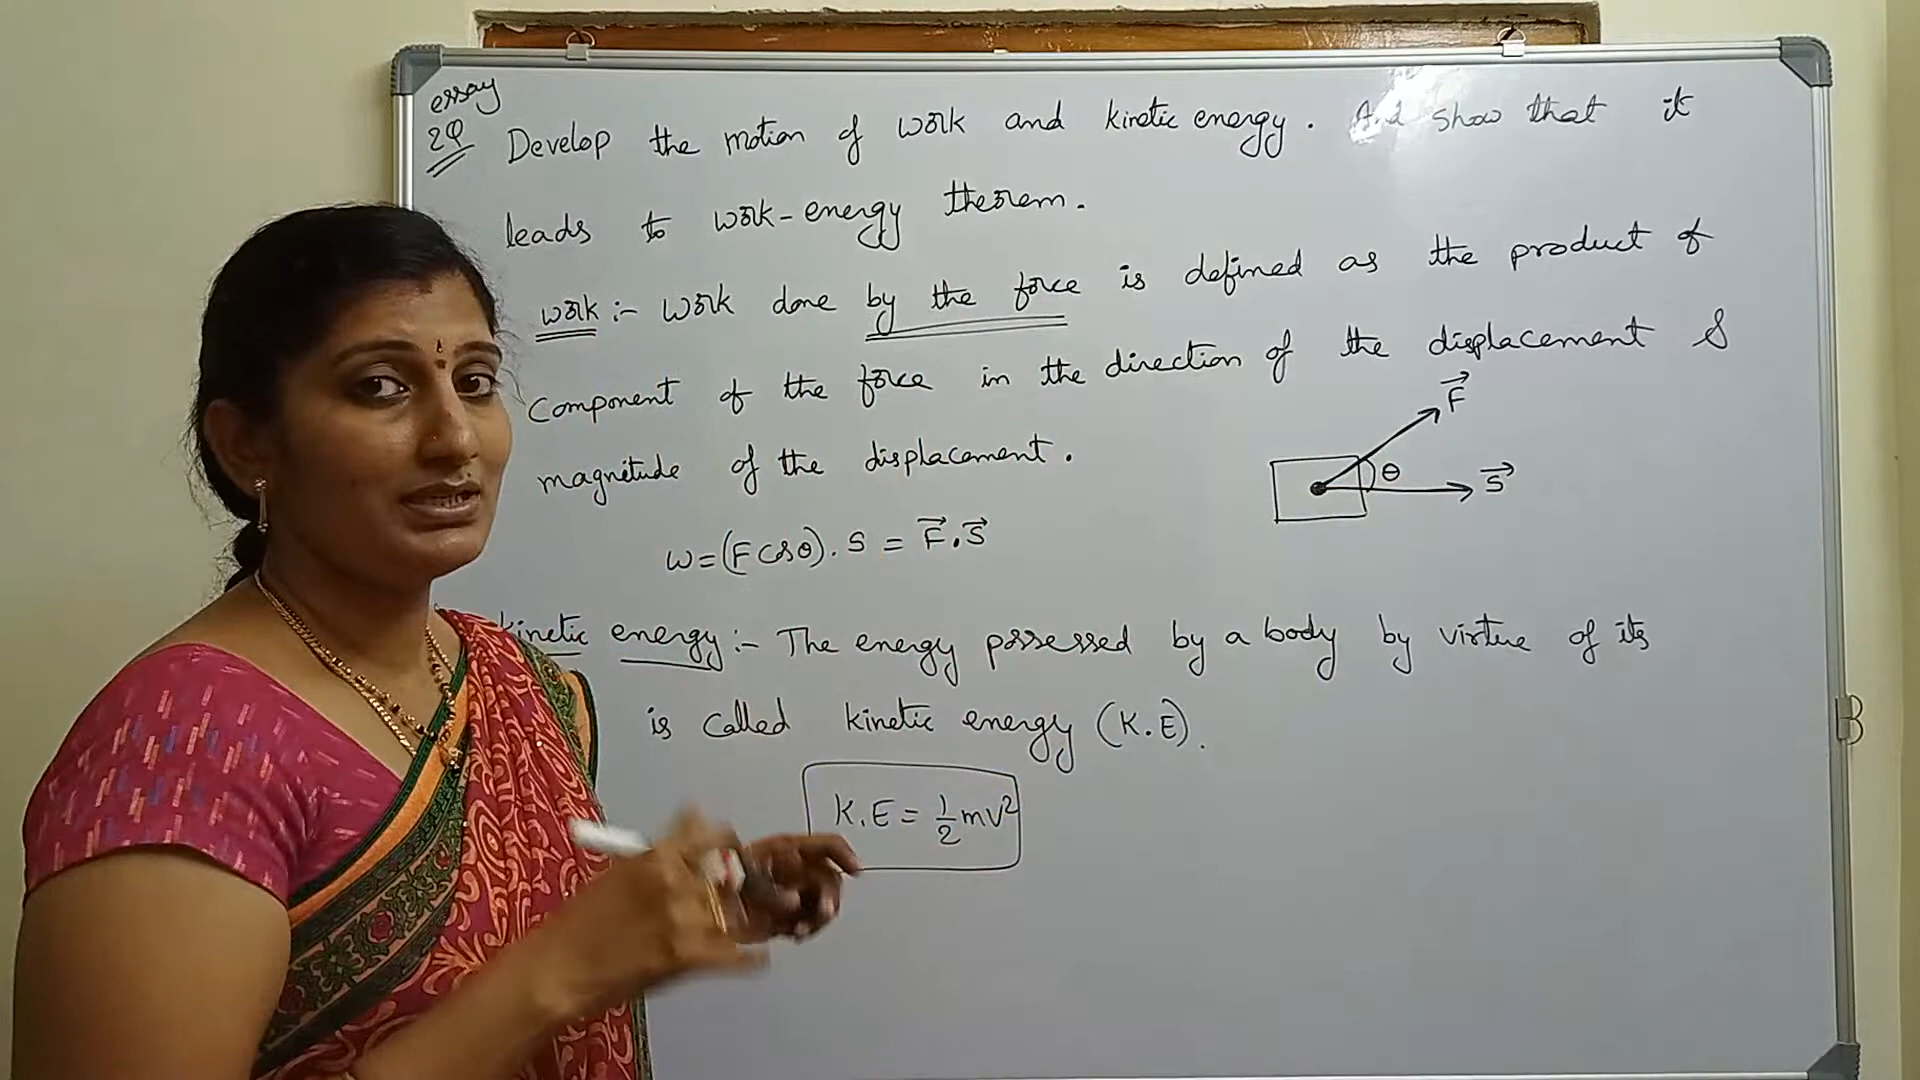 essay
2Q Develop the motion of work and kinetic energy. And show that it
leads to work-energy theorem.
work :- work done by the force is defined as the product of
component of the force in the direction of the displacement &
magnitude of the displacement.
F
θ
S
W=(F cosθ).S = F.S
kinetic energy :- The energy possessed by a body by virtue of its
is called kinetic energy (K.E).
K.E = 1/2 mv²